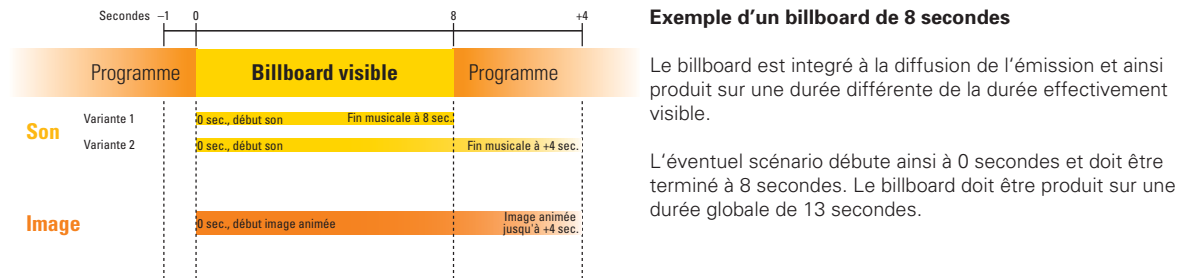 Secondes –1 0 8 +4
Programme Billboard visible Programme
Son
Variante 1 0 sec., début son Fin musicale à 8 sec.
Variante 2 0 sec., début son Fin musicale à +4 sec.
Image
0 sec., début image animée
Image animée
jusqu'à +4 sec.
Exemple d'un billboard de 8 secondes
Le billboard est integré à la diffusion de l'émission et ainsi
produit sur une durée différente de la durée effectivement
visible.
L'éventuel scénario débute ainsi à 0 secondes et doit être
terminé à 8 secondes. Le billboard doit être produit sur une
durée globale de 13 secondes.